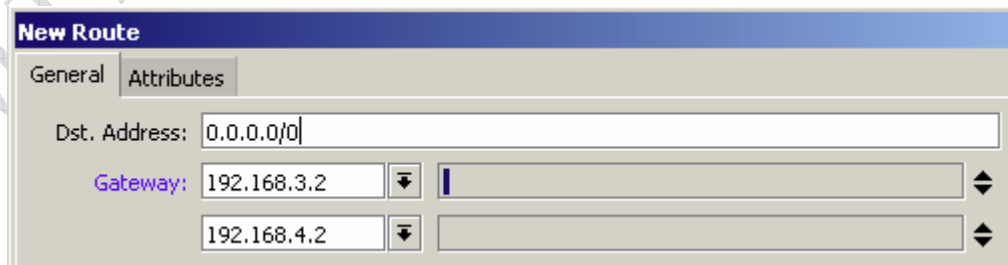 New Route
General Attributes
Dst. Address: 0.0.0.0/0
Gateway: 192.168.3.2
192.168.4.2